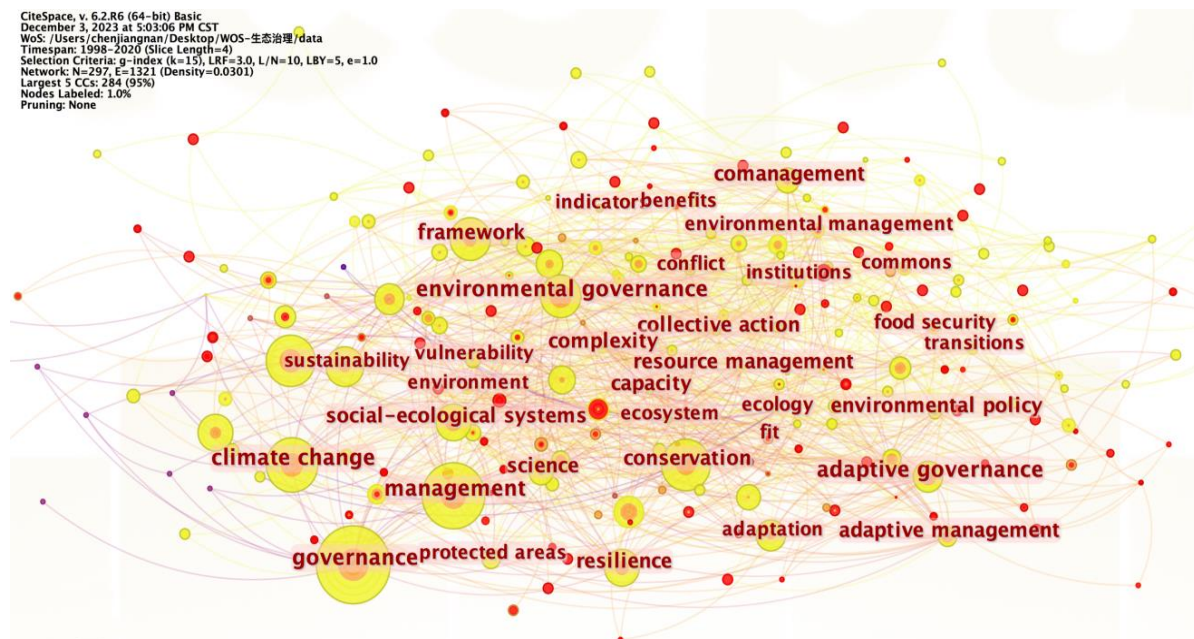 CiteSpace, v. 6.2.R6 (64-bit) Basic
December 3, 2023 at 5:03:06 PM CST
WoS: /Users/chenjiangnan/Desktop/WOS-生态治理/data
Timespan: 1998-2020 (Slice Length=4)
Selection Criteria: g-index (k=15), LRF=3.0, L/N=10, LBY=5, e=1.0
Network: N=297, E=1321 (Density=0.0301)
Largest 5 CCs: 284 (95%)
Nodes Labeled: 1.0%
Pruning: None
comanagement
indicator benefits
framework environmental management
conflict institutions commons
environmental governance
collective action food security
complexity transitions
sustainability vulnerability resource management
environment capacity
social-ecological systems ecosystem ecology environmental policy
fit
climate change science conservation adaptive governance
management
adaptation adaptive management
governance protected areas resilience